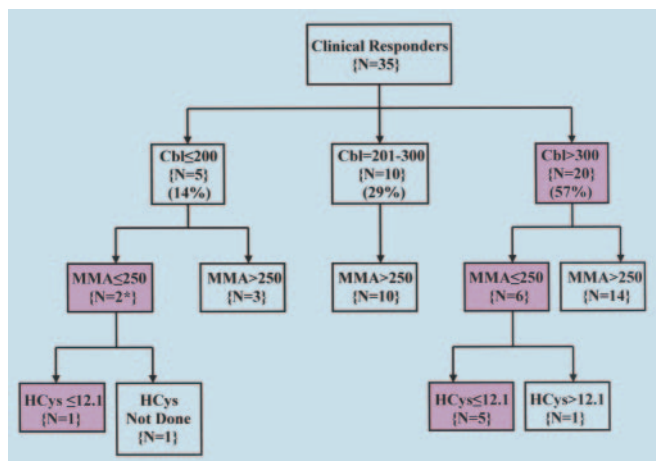 Clinical Responders
{N=35}
Cbl≤200
{N=5}
(14%)
Cbl=201-300
{N=10}
(29%)
Cbl>300
{N=20}
(57%)
MMA≤250
{N=2*}
MMA>250
{N=3}
MMA>250
{N=10}
MMA≤250
{N=6}
MMA>250
{N=14}
HCys ≤12.1
{N=1}
HCys
Not Done
{N=1}
HCys≤12.1
{N=5}
HCys>12.1
{N=1}